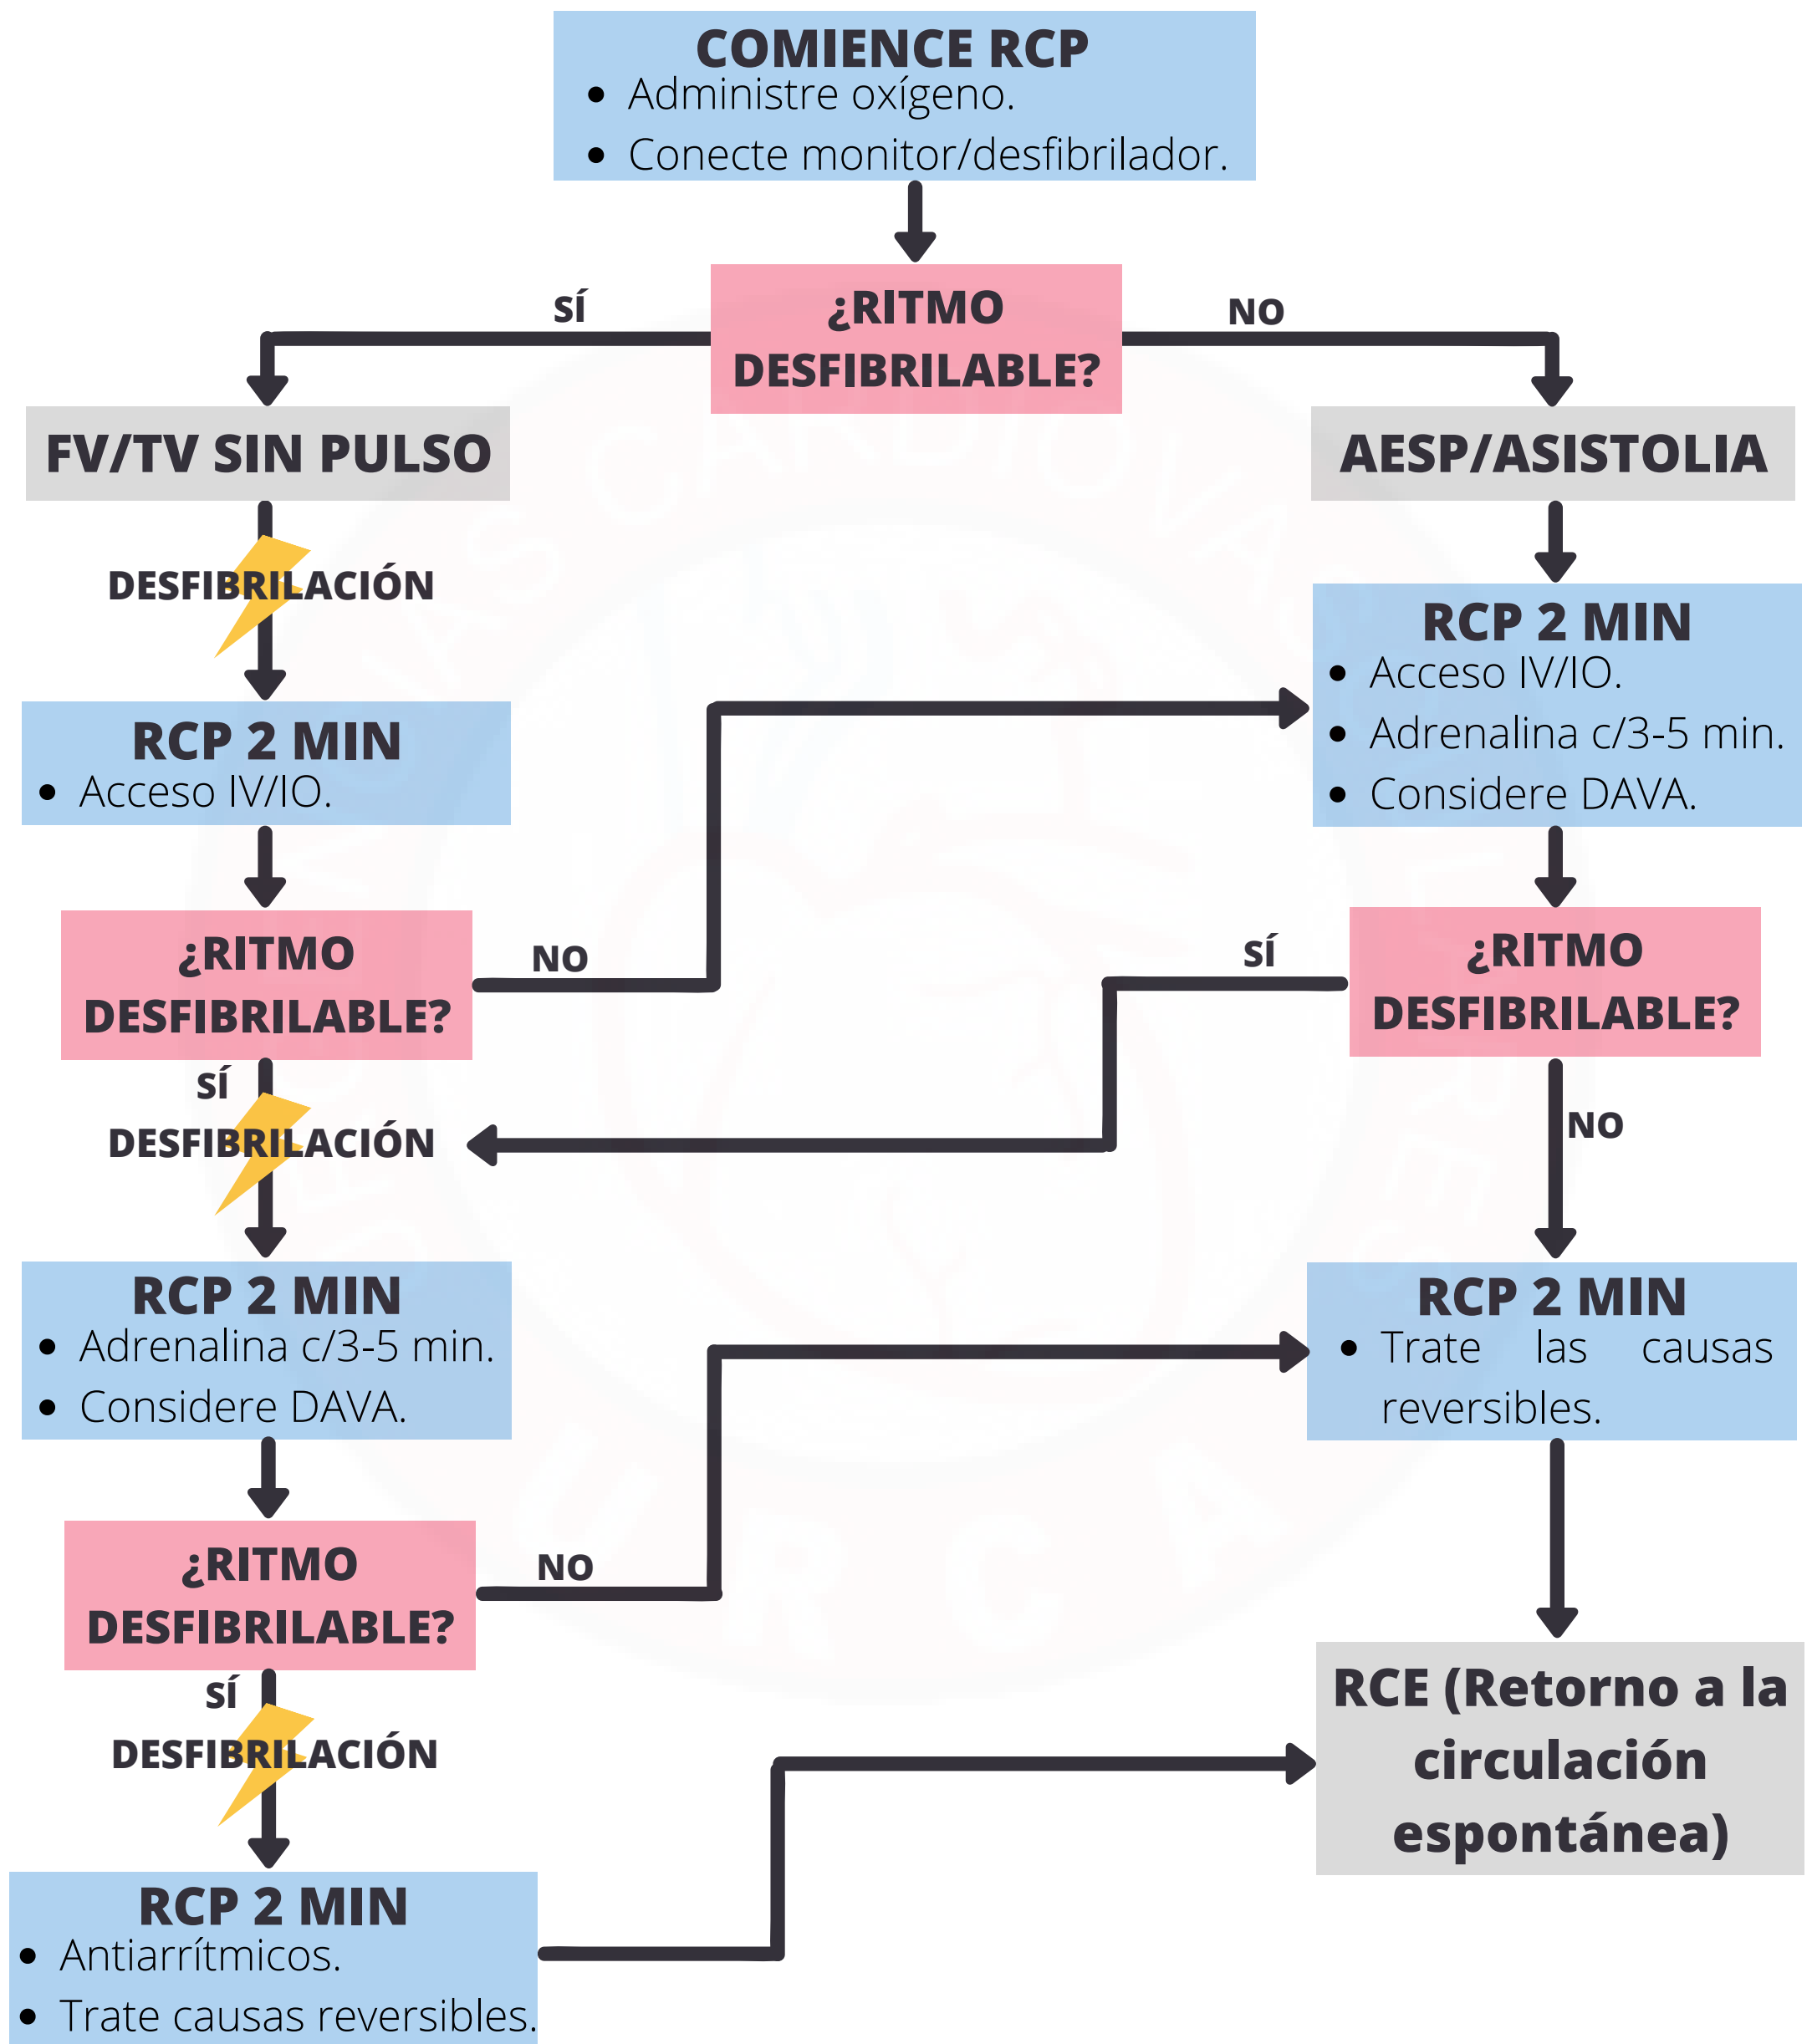 COMIENCE RCP
• Administre oxígeno.
• Conecte monitor/desfibrilador.
¿RITMO
DESFIBRILABLE?
SÍ
NO
FV/TV SIN PULSO
AESP/ASISTOLIA
DESFIBRILACIÓN
RCP 2 MIN
• Acceso IV/IO.
RCP 2 MIN
• Acceso IV/IO.
• Adrenalina c/3-5 min.
• Considere DAVA.
¿RITMO
DESFIBRILABLE?
NO
SÍ
¿RITMO
DESFIBRILABLE?
SÍ
DESFIBRILACIÓN
NO
RCP 2 MIN
• Adrenalina c/3-5 min.
• Considere DAVA.
RCP 2 MIN
• Trate las causas
reversibles.
¿RITMO
DESFIBRILABLE?
NO
SÍ
DESFIBRILACIÓN
RCE (Retorno a la
circulación
espontánea)
RCP 2 MIN
• Antiarrítmicos.
• Trate causas reversibles.
URCA